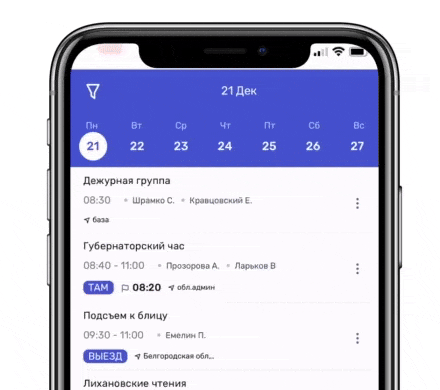 21 Дек
Пн Вт Ср Чт Пт Сб Вс
21 22 23 24 25 26 27
Дежурная группа
08:30 Шрамко С. Кравцовский Е.
база
Губернаторский час
08:40 - 11:00 Прозорова А. Ларьков В
ТАМ 08:20 обл.админ
Подсъем к блицу
09:30 - 11:00 Емелин П.
ВЫЕЗД Белгородская обл...
Лихановские чтения